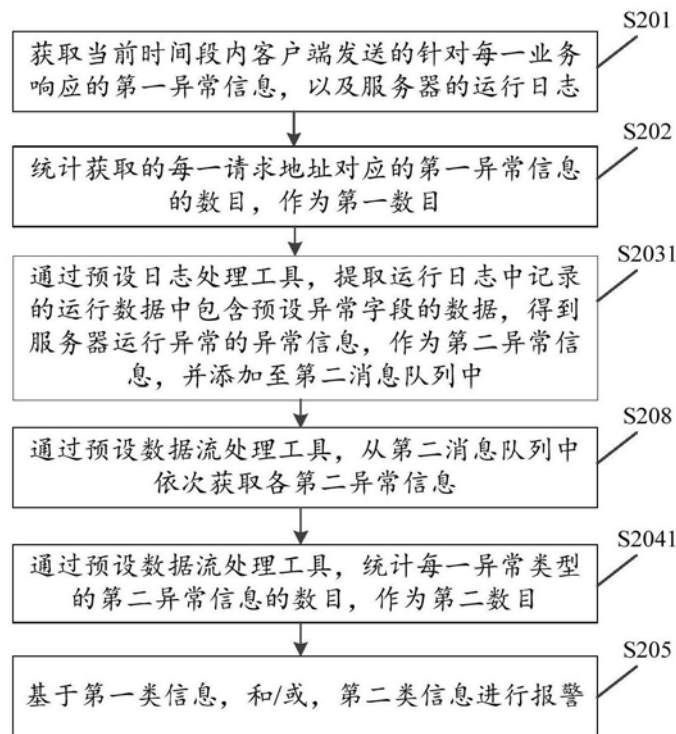 S201
获取当前时间段内客户端发送的针对每一业务
响应的第一异常信息，以及服务器的运行日志
S202
统计获取的每一请求地址对应的第一异常信息
的数目，作为第一数目
S2031
通过预设日志处理工具，提取运行日志中记录
的运行数据中包含预设异常字段的数据，得到
服务器运行异常的异常信息，作为第二异常信
息，并添加至第二消息队列中
S208
通过预设数据流处理工具，从第二消息队列中
依次获取各第二异常信息
S2041
通过预设数据流处理工具，统计每一异常类型
的第二异常信息的数目，作为第二数目
S205
基于第一类信息，和/或，第二类信息进行报警